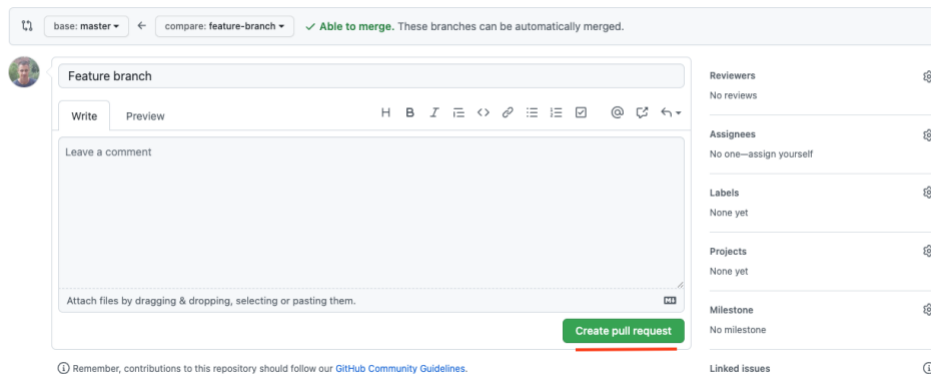 base: master ← compare: feature-branch ✓ Able to merge. These branches can be automatically merged.
Feature branch
Write Preview H B I <> @
Leave a comment
Attach files by dragging & dropping, selecting or pasting them.
Create pull request
Remember, contributions to this repository should follow our GitHub Community Guidelines.
Reviewers
No reviews
Assignees
No one—assign yourself
Labels
None yet
Projects
None yet
Milestone
No milestone
Linked issues